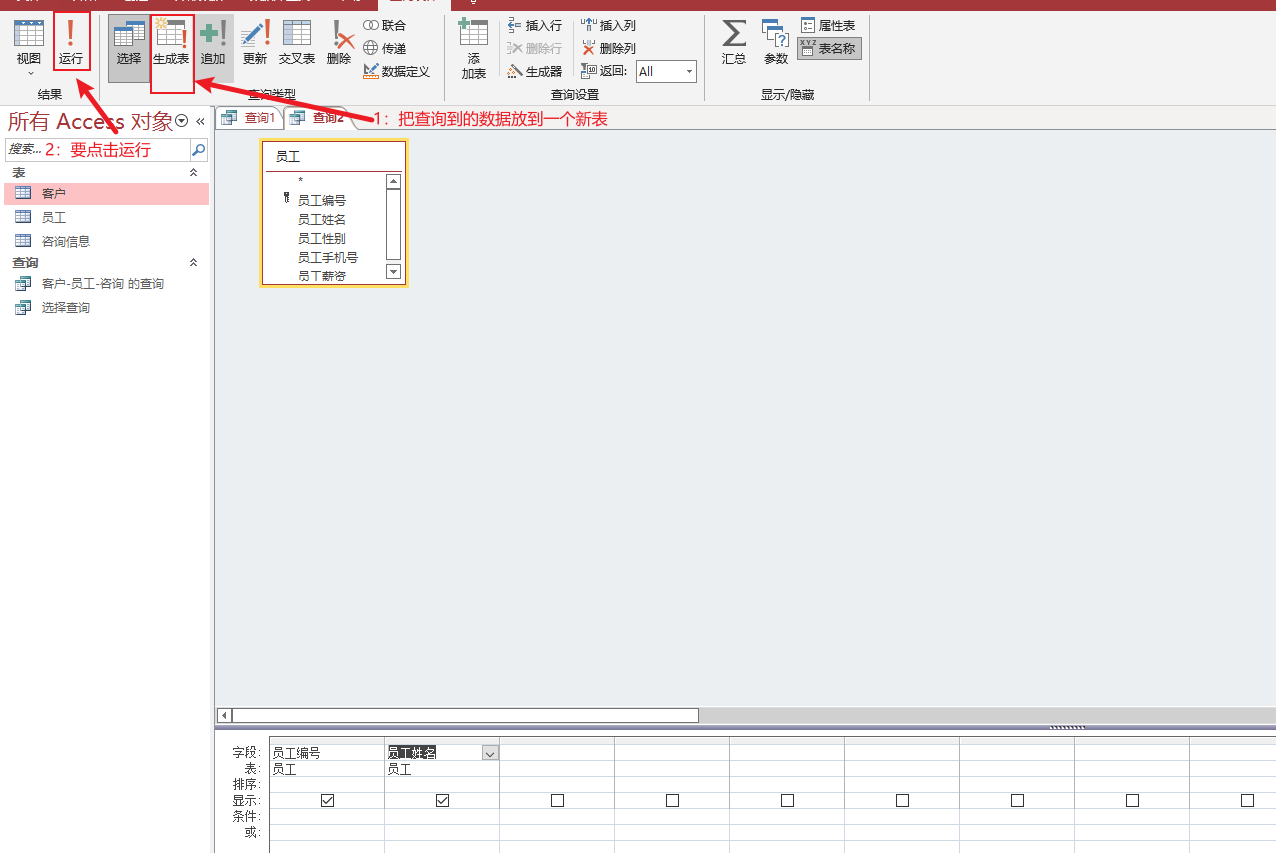 视图
运行
结果
选择
生成表
追加
更新
交叉表
删除
联合
传递
数据定义
查询类型
添
加表
插入行
删除行
生成器
插入列
删除列
返回:
All
查询设置
汇总
参数
属性表
XYZ
表名称
显示/隐藏
所有 Access 对象
«
搜索...
2：要点击运行
查询1
查询2
1：把查询到的数据放到一个新表
表
客户
员工
咨询信息
查询
客户-员工-咨询 的查询
选择查询
员工
*
员工编号
员工姓名
员工性别
员工手机号
员工薪资
字段: 员工编号 员工姓名
表: 员工 员工
排序:
显示:
条件:
或: